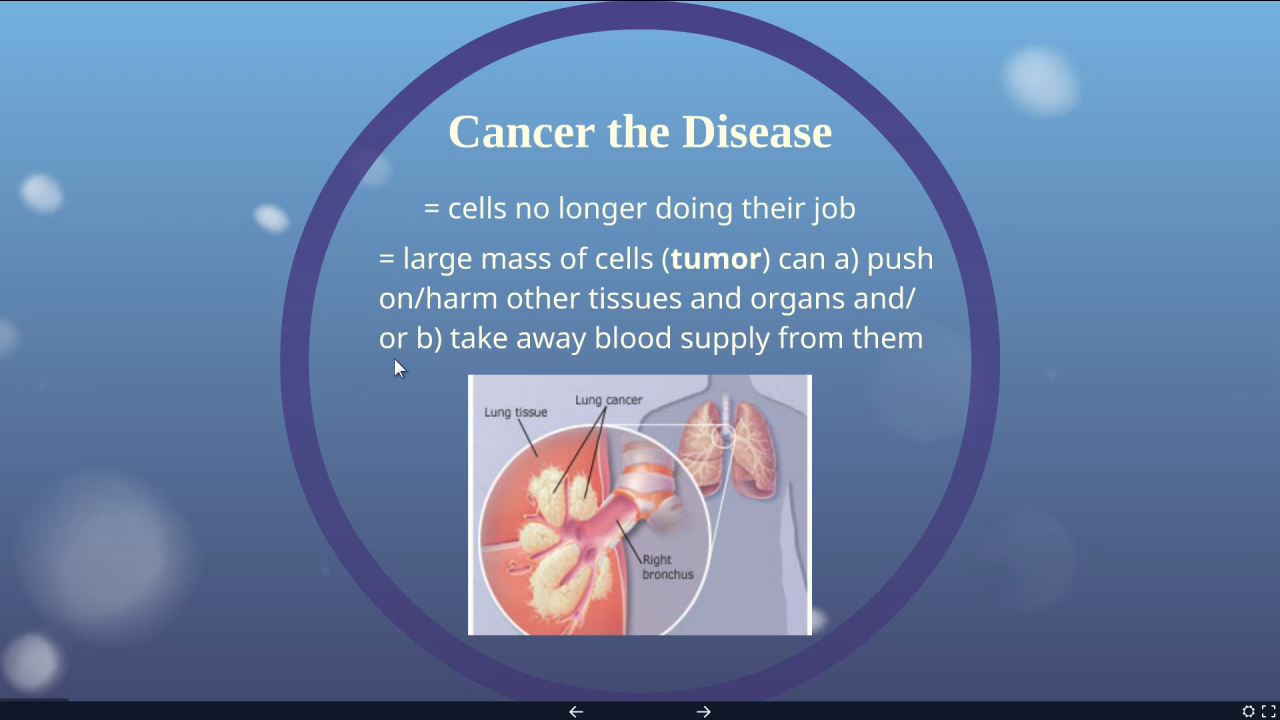 Cancer the Disease
= cells no longer doing their job
= large mass of cells (tumor) can a) push
on/harm other tissues and organs and/
or b) take away blood supply from them
Lung cancer
Lung tissue
Right
bronchus